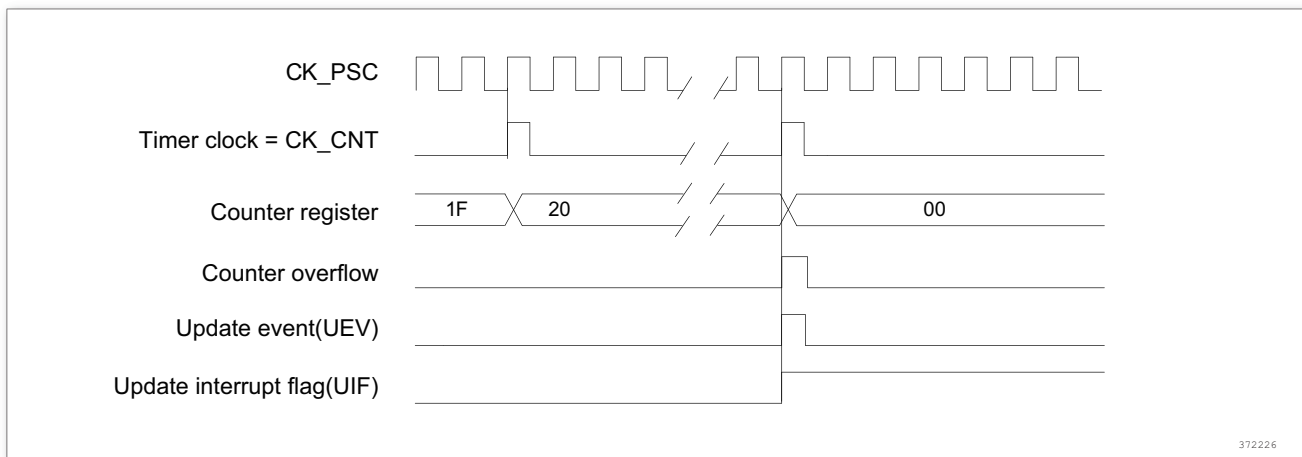 CK_PSC
Timer clock = CK_CNT
Counter register 1F 20 00
Counter overflow
Update event(UEV)
Update interrupt flag(UIF)
372226